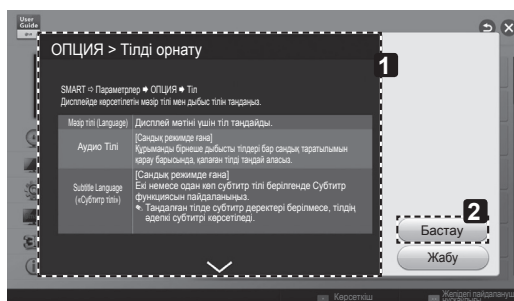 User
Guide
ОПЦИЯ > Тілді орнату
1
SMART ⇨ Параметрлер ➡ ОПЦИЯ ➡ Тіл
Дисплейде көрсетілетін мәзір тілі мен дыбыс тілін таңдаңыз.
Мәзір тілі (Language) Дисплей мәтіні үшін тіл таңдайды.
[Сандық режимде ғана]
Аудио Тілі
Құрыманды бірнеше дыбысты тілдері бар сандық таратылымын
қарау барысында, қалаған тілді таңдай аласыз.
[Сандық режимде ғана]
Екі немесе одан көп субтитр тілі берілгенде Субтитр
Subtitle Language
(«Субтитр тілі»)
функциясын пайдаланыңыз.
Таңдалған тілде субтитр деректері берілмесе, тілдің
әдепкі субтитрі көрсетіледі.
2
Бастау
Жабу
Көрсеткіш
Желідегі пайдалануш